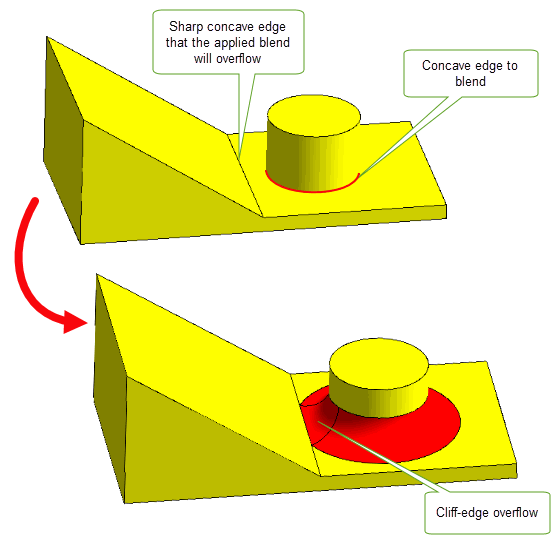 Sharp concave edge
that the applied blend
will overflow
Concave edge to
blend
Cliff-edge overflow